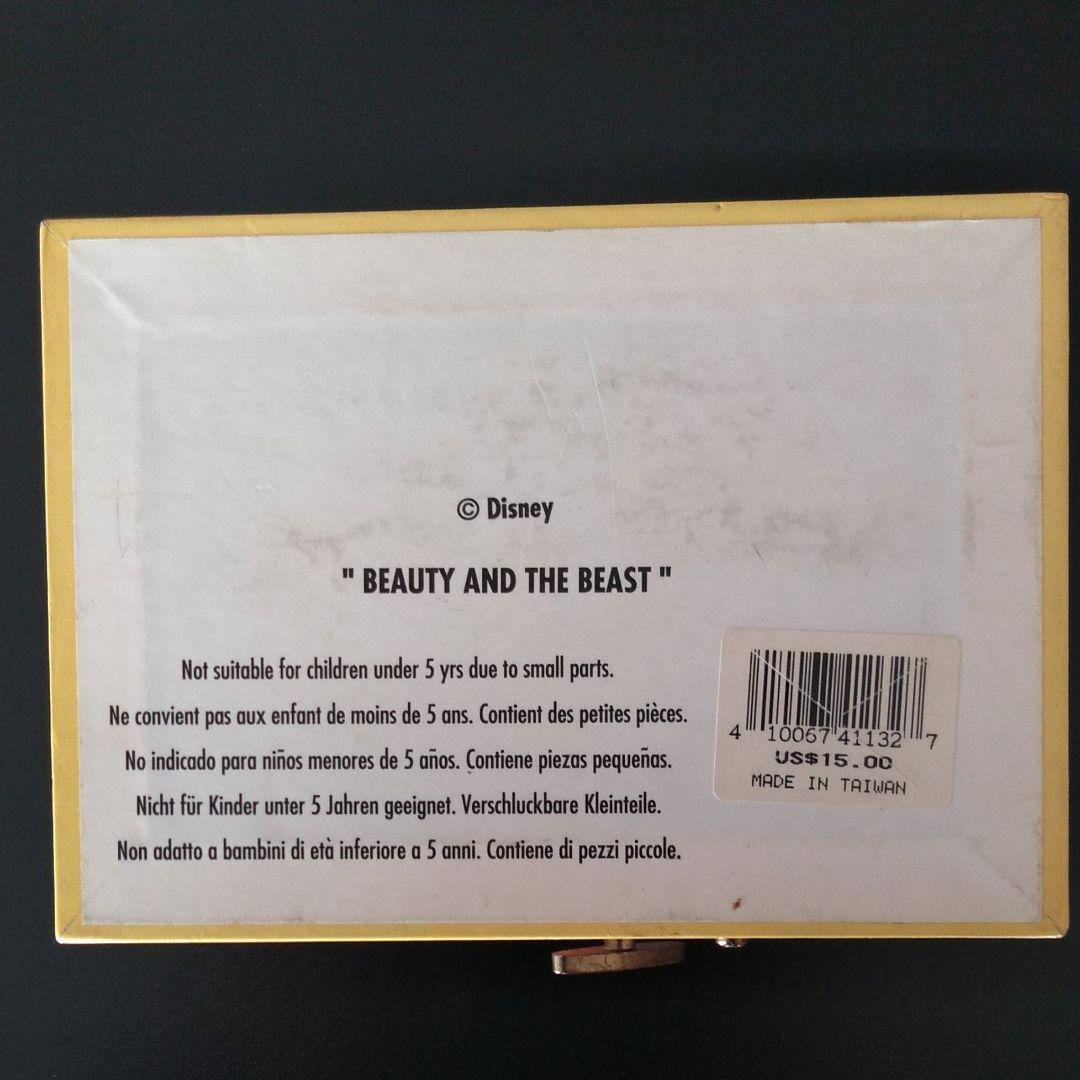 © Disney
" BEAUTY AND THE BEAST "
Not suitable for children under 5 yrs due to small parts.
Ne convient pas aux enfant de moins de 5 ans. Contient des petites pièces.
No indicado para niños menores de 5 años. Contiene piezas pequeñas.
Nicht für Kinder unter 5 Jahren geeignet. Verschluckbare Kleinteile.
Non adatto a bambini di età inferiore a 5 anni. Contiene di pezzi piccole.
4 10067 41132 7
US$15.00
MADE IN TAIWAN